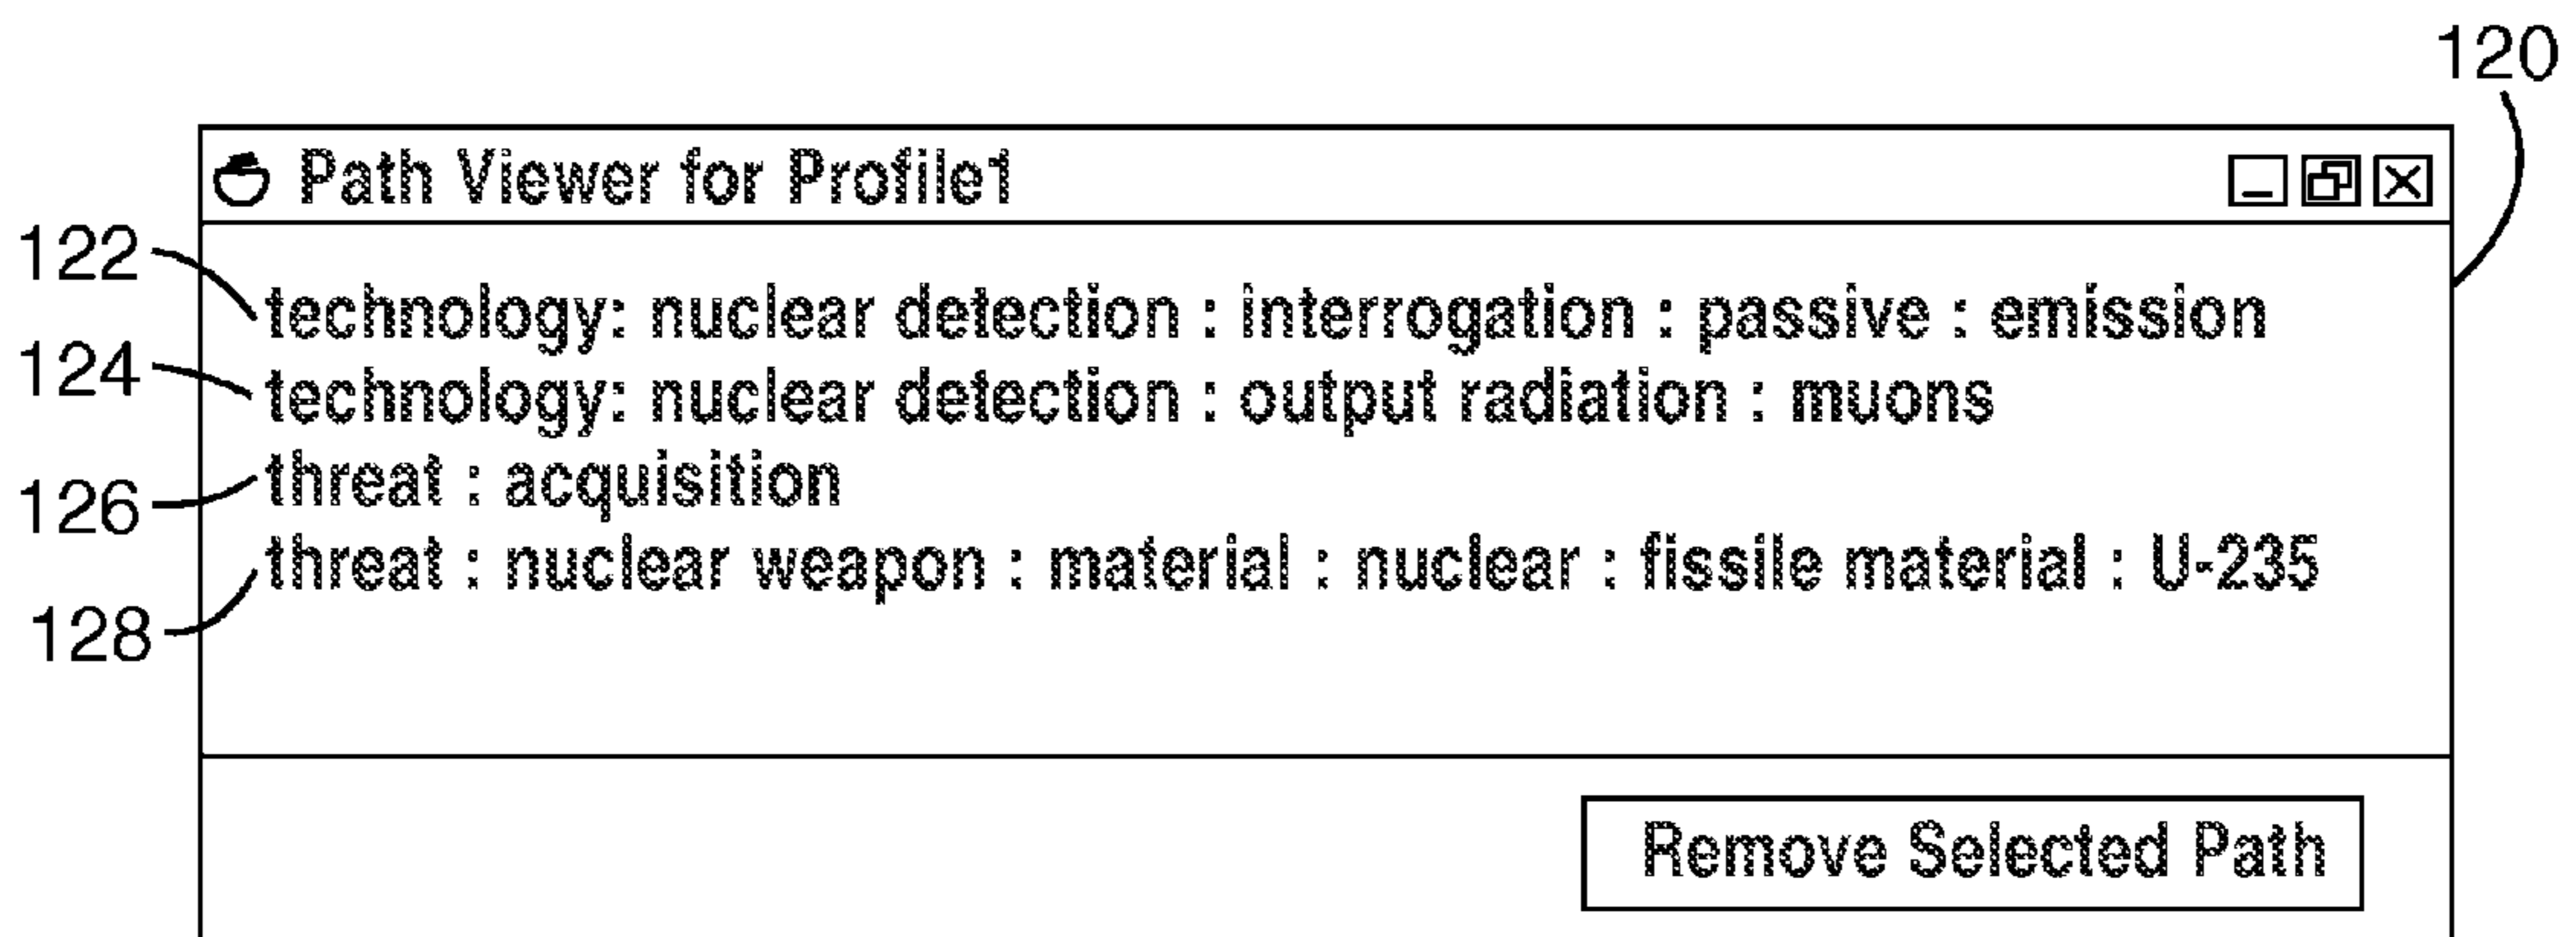 120
Path Viewer for Profile1
122
technology: nuclear detection : interrogation : passive : emission
124
technology: nuclear detection : output radiation : muons
126
threat : acquisition
128
threat : nuclear weapon : material : nuclear : fissile material : U-235
Remove Selected Path